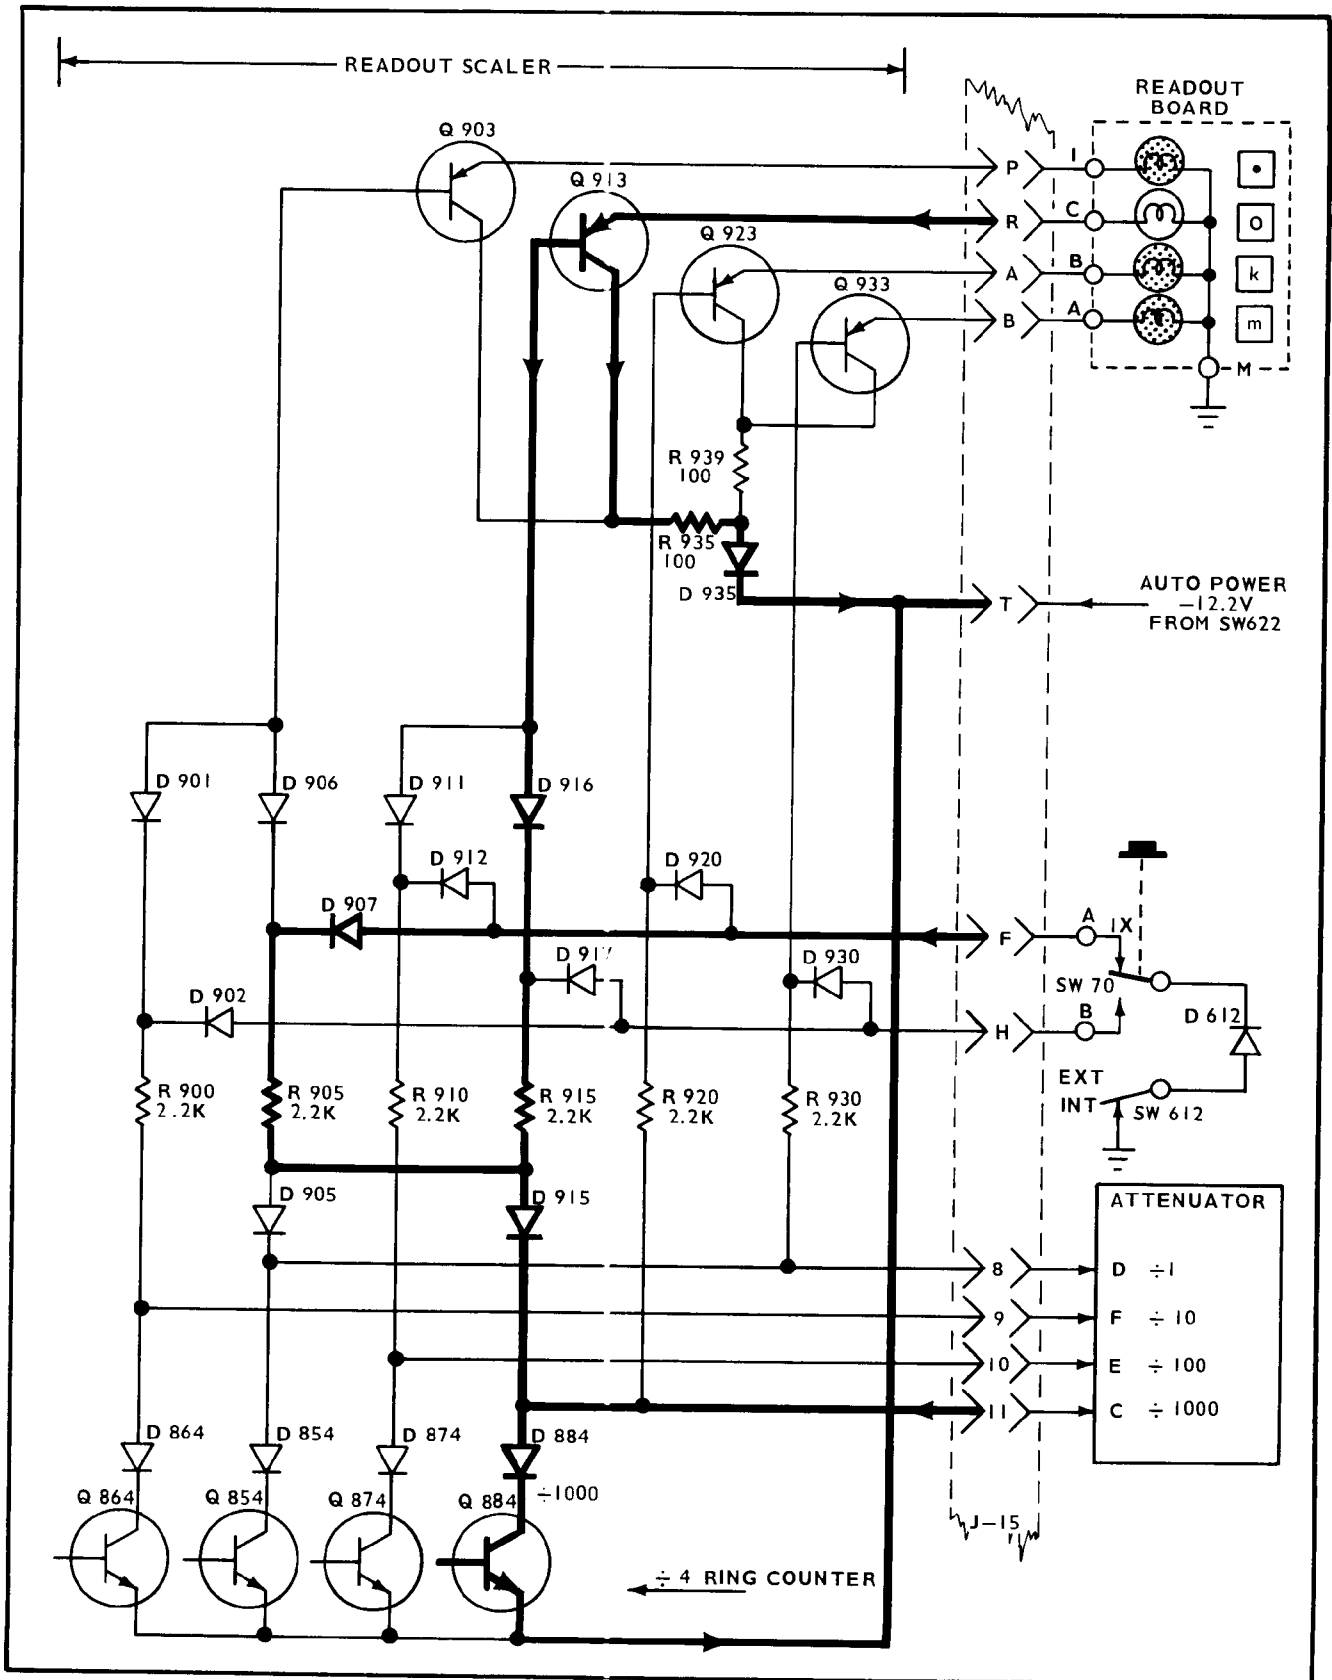 READOUT SCALER
READOUT
BOARD
Q 903
Q 913
Q 923
Q 933
P
I
R
C
O
A
B
k
B
A
m
M
R 939
100
R 935
100
D 935
T
AUTO POWER
−12.2V
FROM SW622
D 901
D 906
D 911
D 916
D 912
D 920
D 907
F
A
IX
D 930
SW 70
D 902
H
B
D 612
EXT
INT
SW 612
R 900
2.2K
R 905
2.2K
R 910
2.2K
R 915
2.2K
R 920
2.2K
R 930
2.2K
D 905
D 915
ATTENUATOR
8
D ÷1
9
F ÷ 10
10
E ÷ 100
11
C ÷ 1000
D 864
D 854
D 874
D 884
÷1000
Q 864
Q 854
Q 874
Q 884
J−15
÷ 4 RING COUNTER